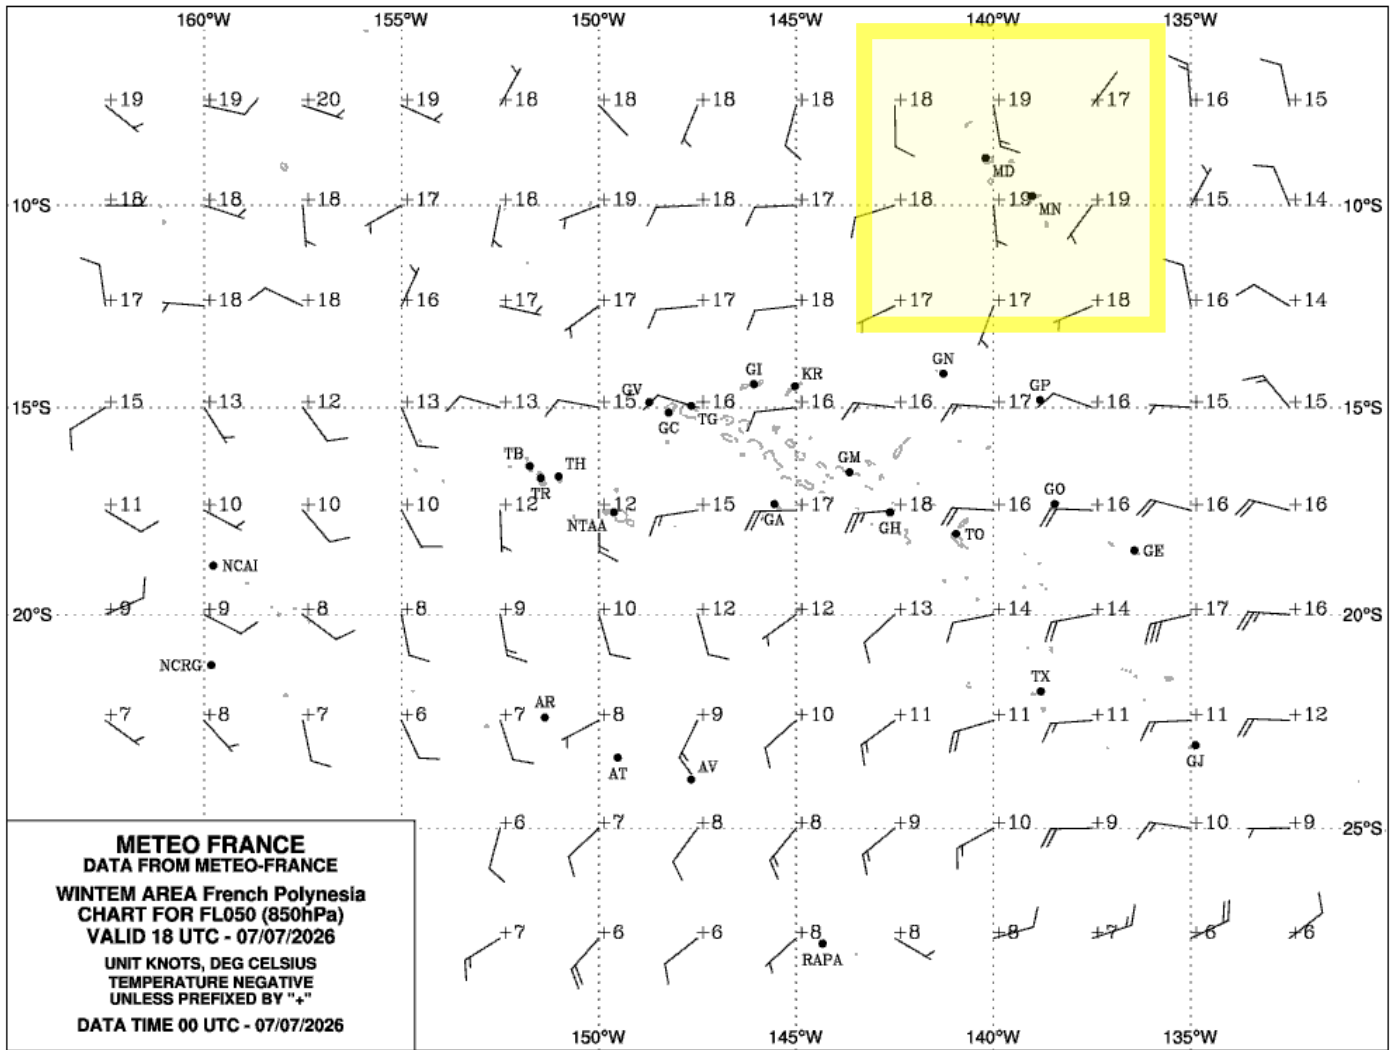 160°W 155°W 150°W 145°W 140°W 135°W
+19 +19 +20 +19 +18 +18 +18 +18 +18 +19 +17 +16 +15
MD
10°S +18 +18 +18 +17 +18 +19 +18 +17 +18 +19 +19 +15 +14 10°S
MN
+17 +18 +18 +16 +17 +17 +17 +18 +17 +17 +18 +16 +14
GN
GI KR
GV GP
15°S +15 +13 +12 +13 +13 +15 +16 +16 +16 +17 +16 +15 +15 15°S
GC TG
TB TH GM
TR GO
+11 +10 +12 +10 +12 +12 +15 +17 +18 +16 +16 +16 +16
NTAA GA GH TO
GE
NCAI
20°S +9 +9 +8 +8 +9 +10 +12 +12 +13 +14 +14 +17 +16 20°S
NCRG
TX
AR
+7 +8 +7 +6 +7 +8 +9 +10 +11 +11 +11 +11 +12
AT AV GJ
+6 +7 +8 +8 +9 +10 +9 +10 +9 25°S
+7 +6 +6 +8 +8 +8 +7 +6 +6
RAPA
METEO FRANCE
DATA FROM METEO-FRANCE
WINTEM AREA French Polynesia
CHART FOR FL050 (850hPa)
VALID 18 UTC - 07/07/2026
UNIT KNOTS, DEG CELSIUS
TEMPERATURE NEGATIVE
UNLESS PREFIXED BY "+"
DATA TIME 00 UTC - 07/07/2026
150°W 145°W 140°W 135°W